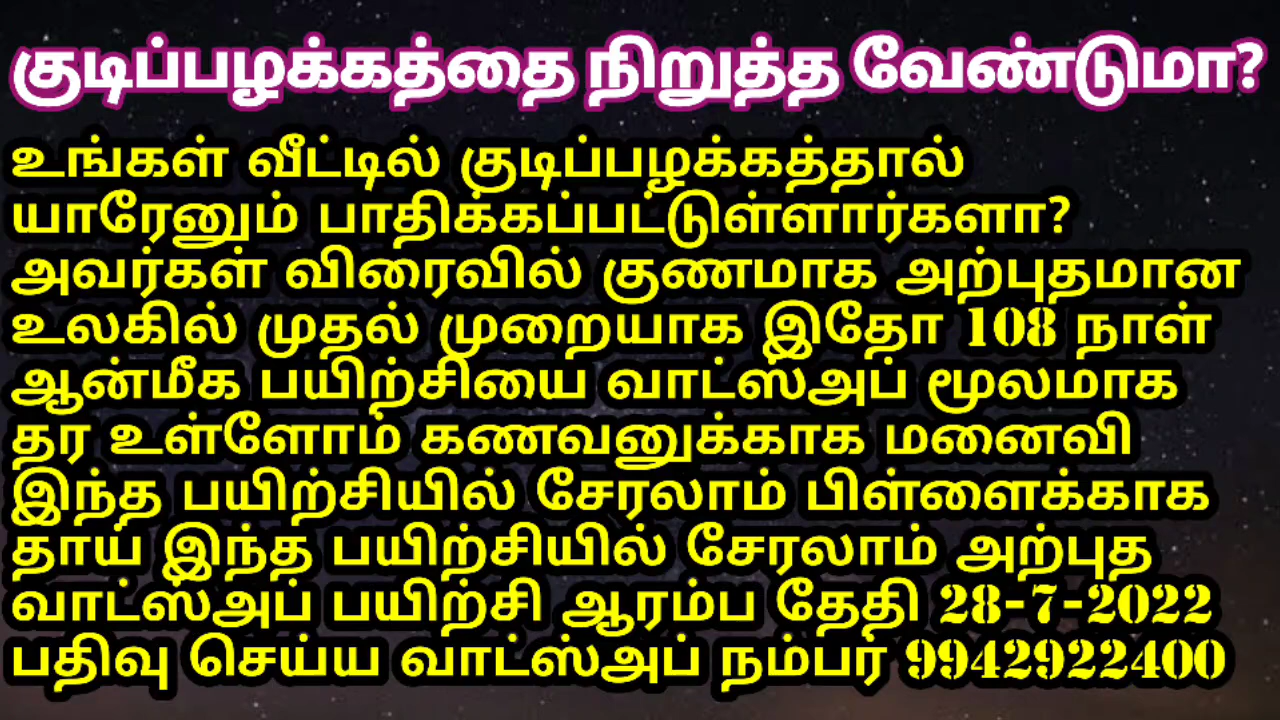 குடிப்பழக்கத்தை நிறுத்த வேண்டுமா?
உங்கள் வீட்டில் குடிப்பழக்கத்தால்
யாரேனும் பாதிக்கப்பட்டுள்ளார்களா?
அவர்கள் விரைவில் குணமாக அற்புதமான
உலகில் முதல் முறையாக இதோ 108 நாள்
ஆன்மீக பயிற்சியை வாட்ஸ்அப் மூலமாக
தர உள்ளோம் கணவனுக்காக மனைவி
இந்த பயிற்சியில் சேரலாம் பிள்ளைக்காக
தாய் இந்த பயிற்சியில் சேரலாம் அற்புத
வாட்ஸ்அப் பயிற்சி ஆரம்ப தேதி 28-7-2022
பதிவு செய்ய வாட்ஸ்அப் நம்பர் 9942922400